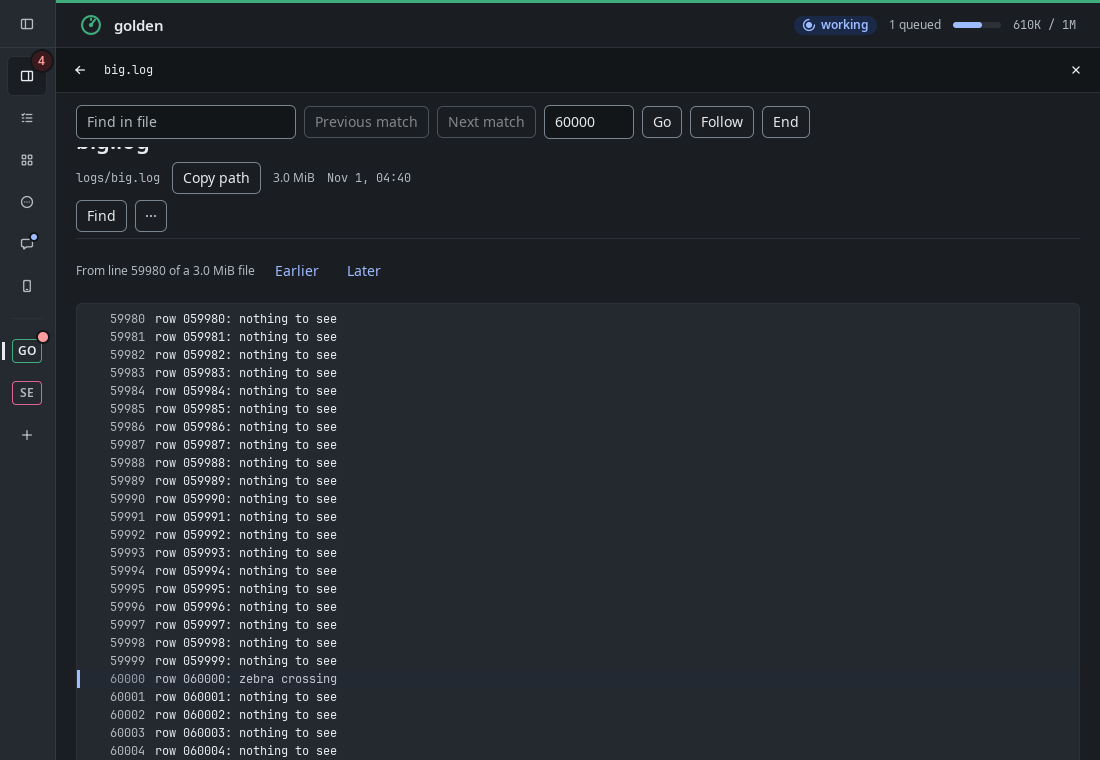 golden
working
1 queued
610K / 1M
4
big.log
Find in file
Previous match
Next match
60000
Go
Follow
End
big.log
logs/big.log
Copy path
3.0 MiB
Nov 1, 04:40
Find
...
From line 59980 of a 3.0 MiB file
Earlier
Later
GO
SE
59980 row 059980: nothing to see
59981 row 059981: nothing to see
59982 row 059982: nothing to see
59983 row 059983: nothing to see
59984 row 059984: nothing to see
59985 row 059985: nothing to see
59986 row 059986: nothing to see
59987 row 059987: nothing to see
59988 row 059988: nothing to see
59989 row 059989: nothing to see
59990 row 059990: nothing to see
59991 row 059991: nothing to see
59992 row 059992: nothing to see
59993 row 059993: nothing to see
59994 row 059994: nothing to see
59995 row 059995: nothing to see
59996 row 059996: nothing to see
59997 row 059997: nothing to see
59998 row 059998: nothing to see
59999 row 059999: nothing to see
60000 row 060000: zebra crossing
60001 row 060001: nothing to see
60002 row 060002: nothing to see
60003 row 060003: nothing to see
60004 row 060004: nothing to see